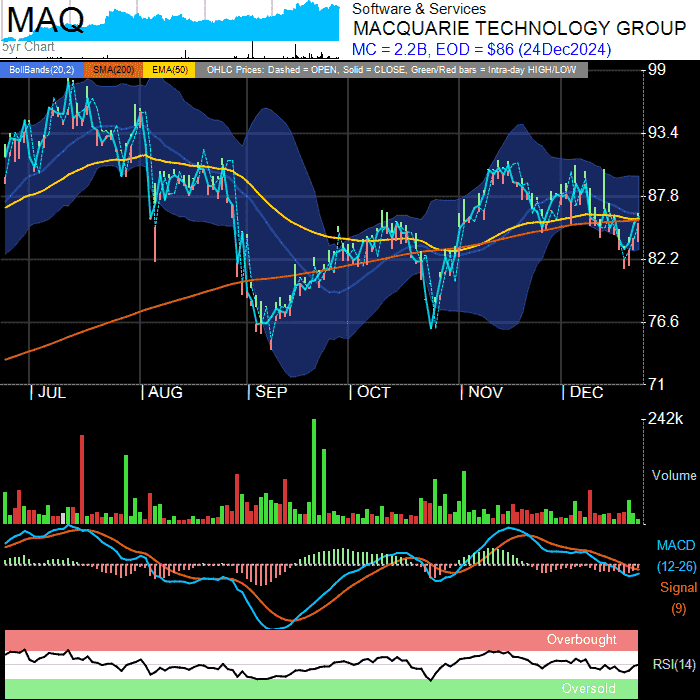 MAQ
Software & Services
MACQUARIE TECHNOLOGY GROUP
MC = 2.2B, EOD = $86 (24Dec2024)
5yr Chart
BollBands(20,2) SMA(200) EMA(50) OHLC Prices: Dashed = OPEN, Solid = CLOSE, Green/Red bars = Intra-day HIGH/LOW
99
93.4
87.8
82.2
76.6
71
JUL AUG SEP OCT NOV DEC
242k
Volume
MACD
(12-26)
Signal
(9)
Overbought
RSI(14)
Oversold